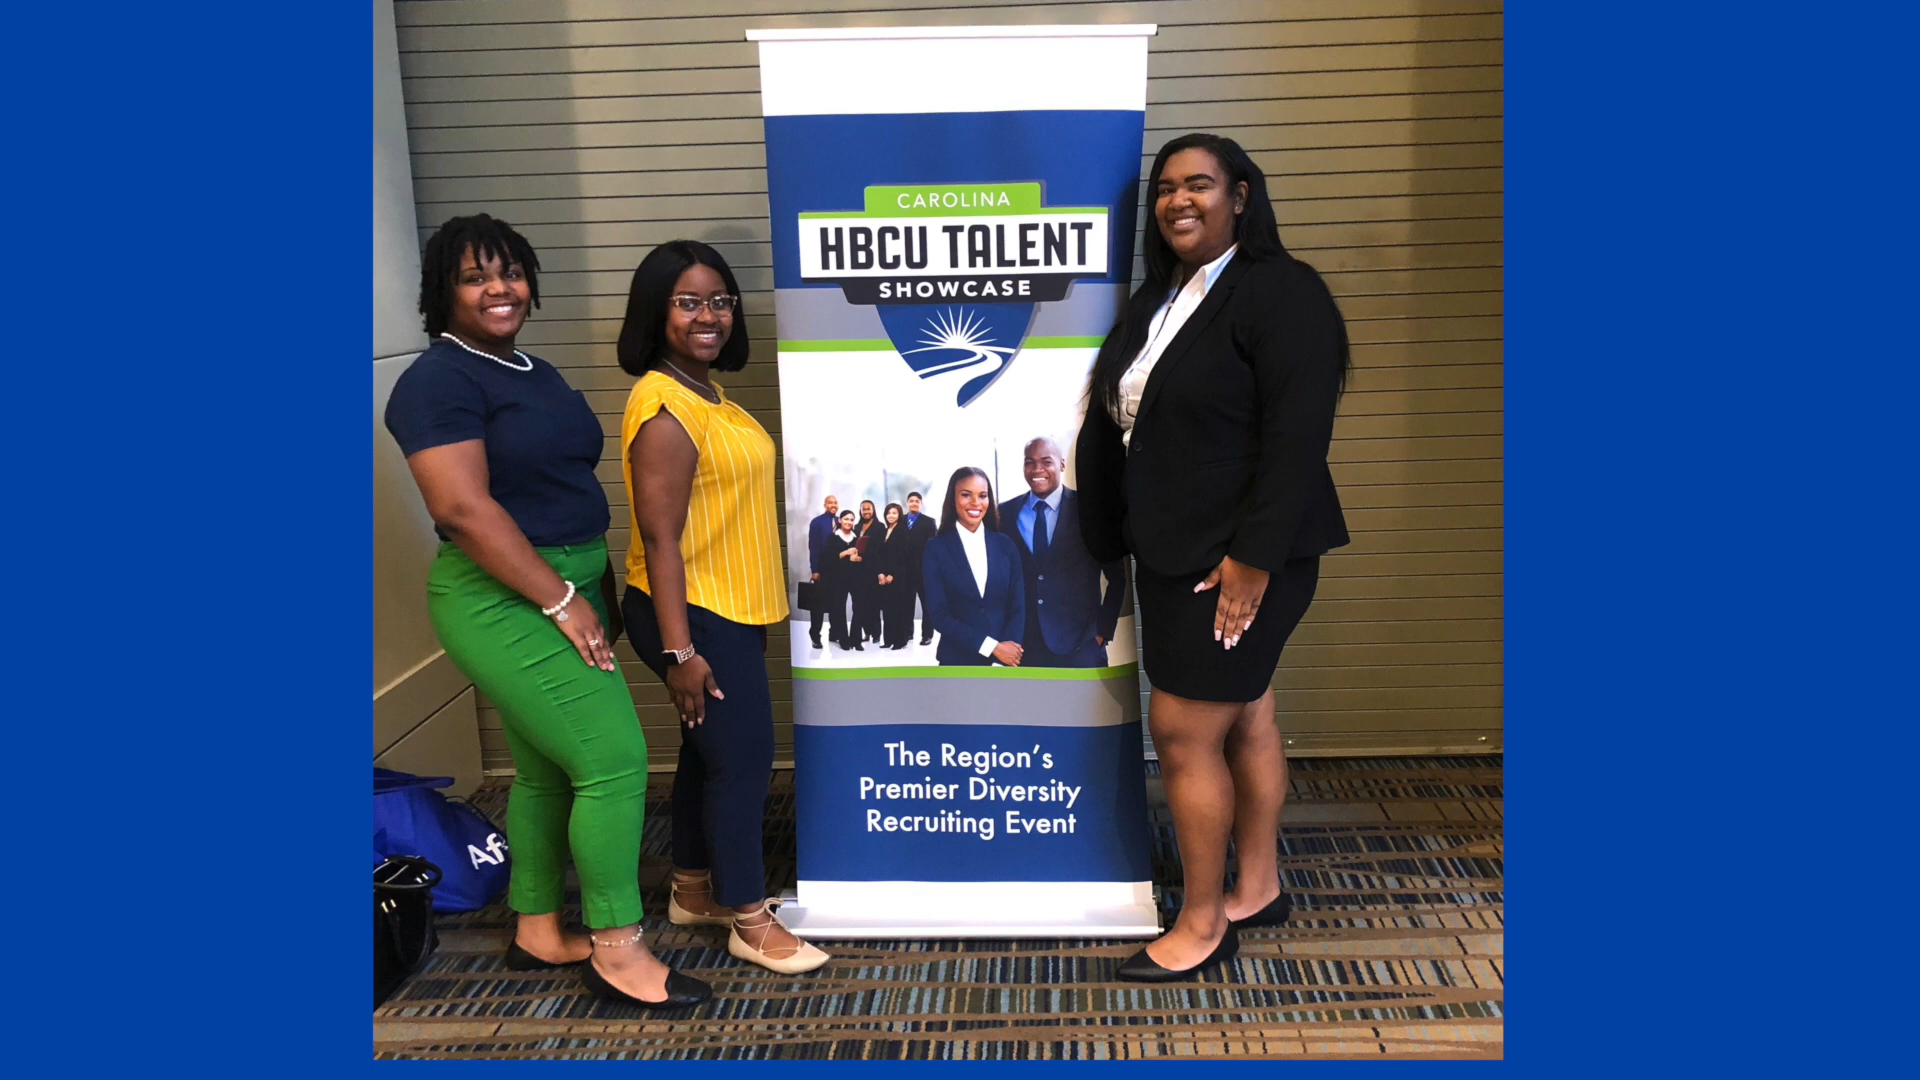 CAROLINA
HBCU TALENT
SHOWCASE
The Region's
Premier Diversity
Recruiting Event